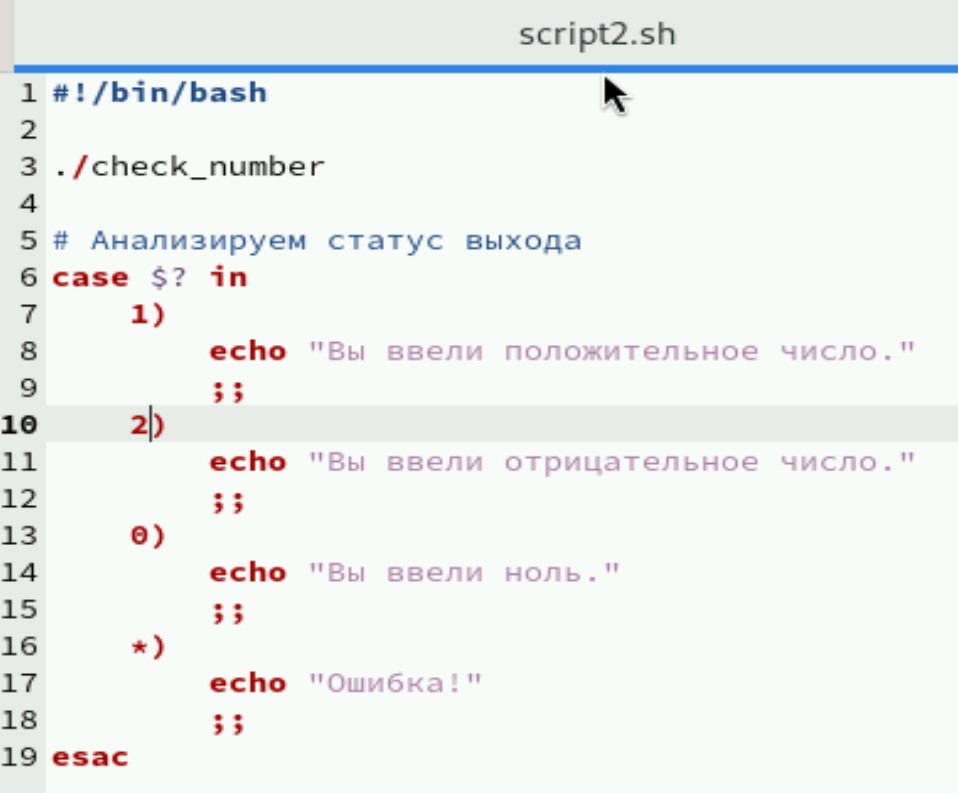 script2.sh
1 #!/bin/bash
2
3 ./check_number
4
5 # Анализируем статус выхода
6 case $? in
7     1)
8         echo "Вы ввели положительное число."
9         ;;
10     2)
11         echo "Вы ввели отрицательное число."
12         ;;
13     0)
14         echo "Вы ввели ноль."
15         ;;
16     *)
17         echo "Ошибка!"
18         ;;
19 esac